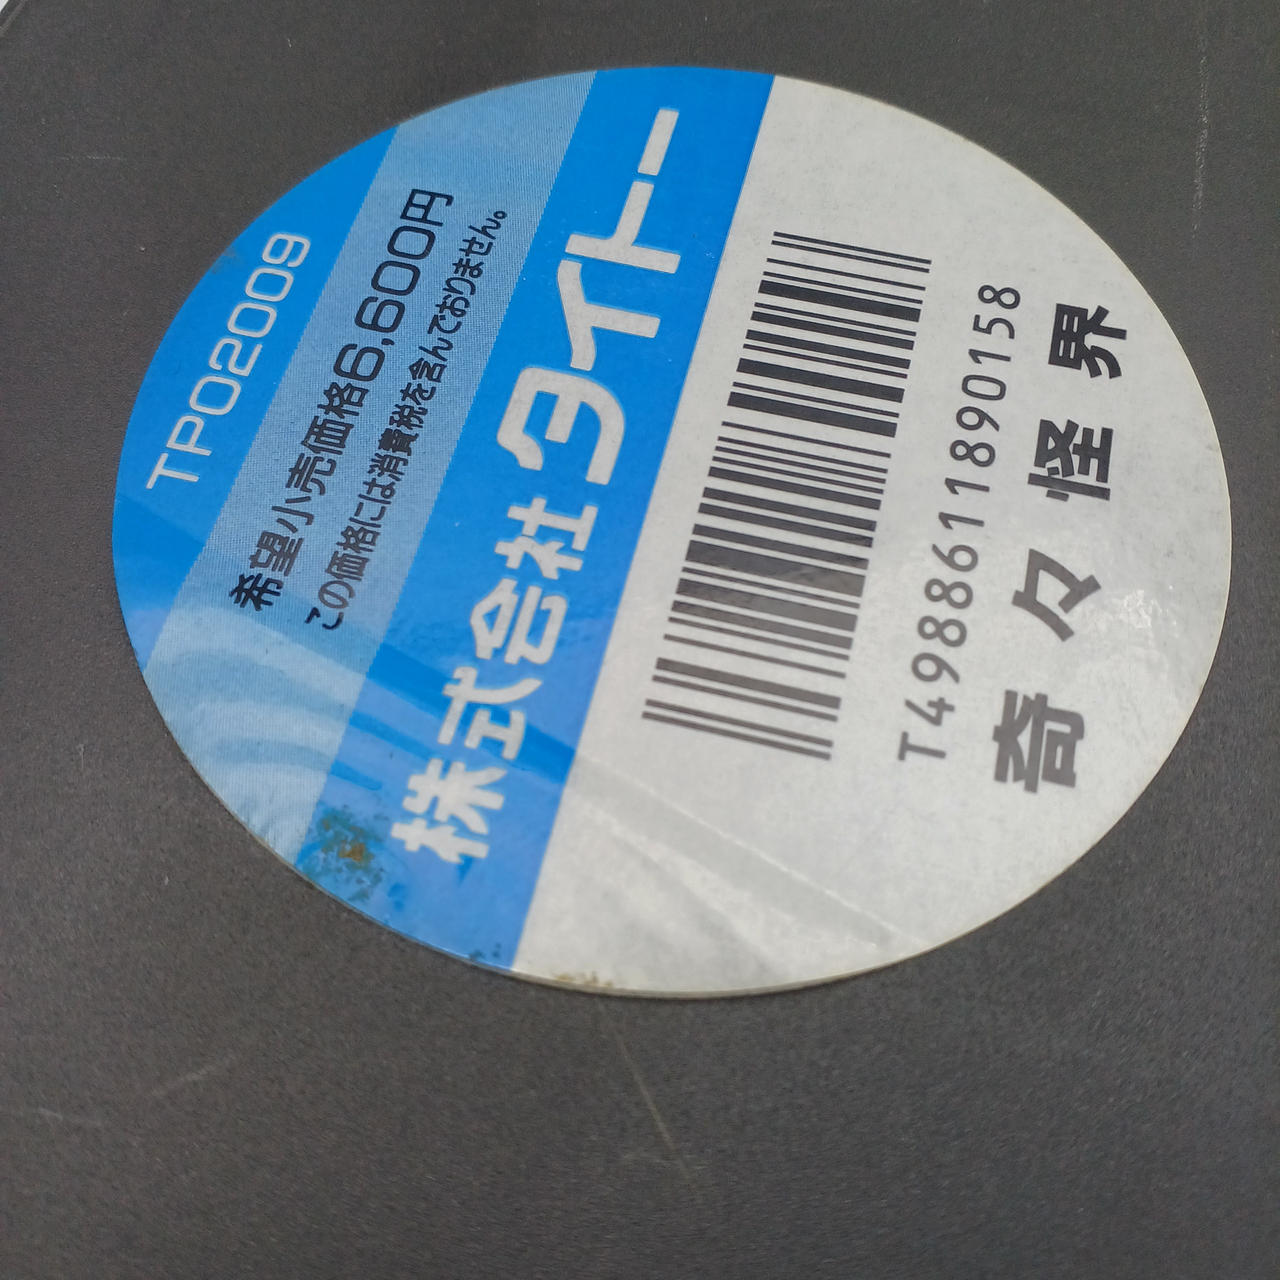 TP02009
希望小売価格6,600円
この価格には消費税を含んでおりません。
株式会社タイトー
T4988611890158
奇々怪界